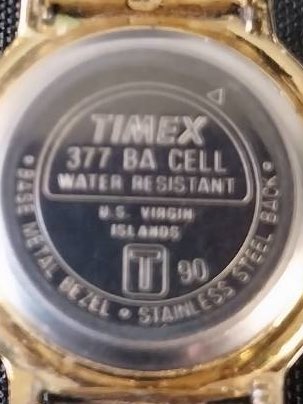 TIMEX
377 BA CELL
WATER RESISTANT
U.S. VIRGIN
ISLANDS
T 90
• BASE METAL BEZEL • STAINLESS STEEL BACK •